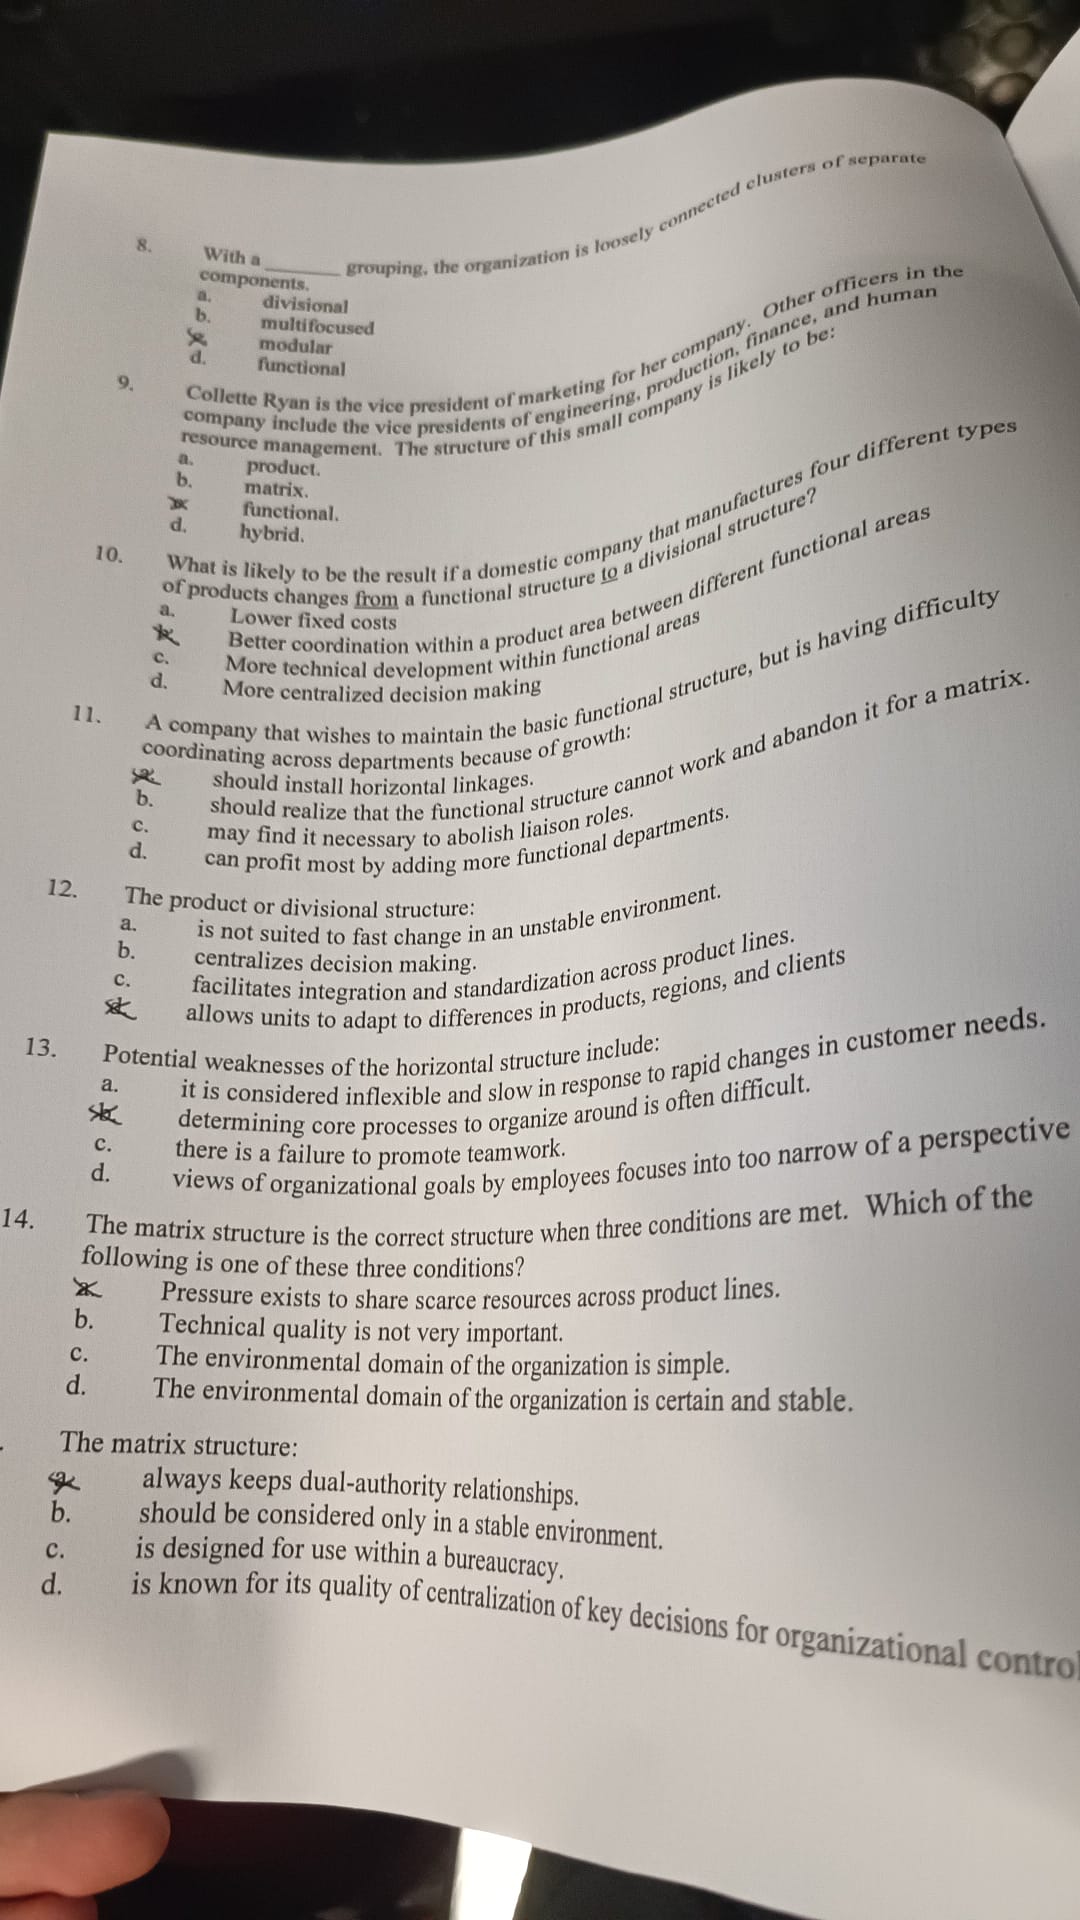 8. With a ________ grouping, the organization is loosely connected clusters of separate
components.
a. divisional
b. multifocused
c. modular
d. functional
9. Collette Ryan is the vice president of marketing for her company. Other officers in the
company include the vice presidents of engineering, production, finance, and human
resource management. The structure of this small company is likely to be:
a. product.
b. matrix.
c. functional.
d. hybrid.
10. What is likely to be the result if a domestic company that manufactures four different types
of products changes from a functional structure to a divisional structure?
a. Lower fixed costs
b. Better coordination within a product area between different functional areas
c. More technical development within functional areas
d. More centralized decision making
11. A company that wishes to maintain the basic functional structure, but is having difficulty
coordinating across departments because of growth:
a. should install horizontal linkages.
b. should realize that the functional structure cannot work and abandon it for a matrix.
c. may find it necessary to abolish liaison roles.
d. can profit most by adding more functional departments.
12. The product or divisional structure:
a. is not suited to fast change in an unstable environment.
b. centralizes decision making.
c. facilitates integration and standardization across product lines.
d. allows units to adapt to differences in products, regions, and clients
13. Potential weaknesses of the horizontal structure include:
a. it is considered inflexible and slow in response to rapid changes in customer needs.
b. determining core processes to organize around is often difficult.
c. there is a failure to promote teamwork.
d. views of organizational goals by employees focuses into too narrow of a perspective
14. The matrix structure is the correct structure when three conditions are met. Which of the
following is one of these three conditions?
a. Pressure exists to share scarce resources across product lines.
b. Technical quality is not very important.
c. The environmental domain of the organization is simple.
d. The environmental domain of the organization is certain and stable.
The matrix structure:
a. always keeps dual-authority relationships.
b. should be considered only in a stable environment.
c. is designed for use within a bureaucracy.
d. is known for its quality of centralization of key decisions for organizational control